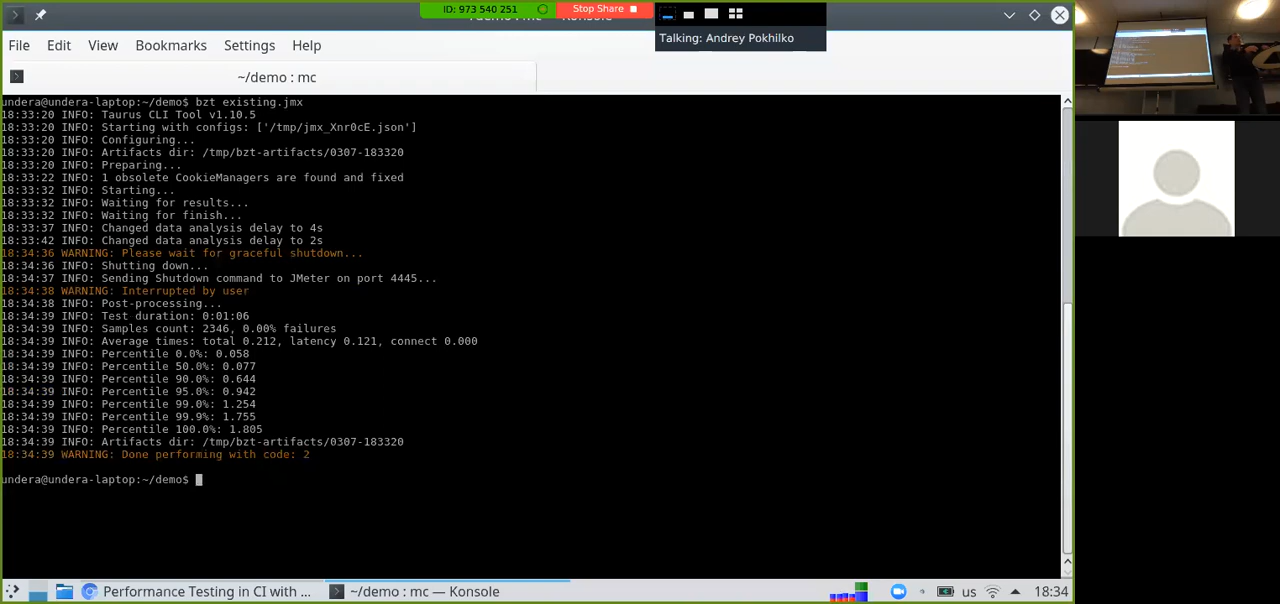 ID: 973 540 251
Stop Share
Talking: Andrey Pokhilko
File Edit View Bookmarks Settings Help
~/demo : mc
undera@undera-laptop:~/demo$ bzt existing.jmx
18:33:20 INFO: Taurus CLI Tool v1.10.5
18:33:20 INFO: Starting with configs: ['/tmp/jmx_Xnr0cE.json']
18:33:20 INFO: Configuring...
18:33:20 INFO: Artifacts dir: /tmp/bzt-artifacts/0307-183320
18:33:20 INFO: Preparing...
18:33:22 INFO: 1 obsolete CookieManagers are found and fixed
18:33:32 INFO: Starting...
18:33:32 INFO: Waiting for results...
18:33:32 INFO: Waiting for finish...
18:33:37 INFO: Changed data analysis delay to 4s
18:33:42 INFO: Changed data analysis delay to 2s
18:34:36 WARNING: Please wait for graceful shutdown...
18:34:36 INFO: Shutting down...
18:34:37 INFO: Sending Shutdown command to JMeter on port 4445...
18:34:38 WARNING: Interrupted by user
18:34:38 INFO: Post-processing...
18:34:39 INFO: Test duration: 0:01:06
18:34:39 INFO: Samples count: 2346, 0.00% failures
18:34:39 INFO: Average times: total 0.212, latency 0.121, connect 0.000
18:34:39 INFO: Percentile 0.0%: 0.058
18:34:39 INFO: Percentile 50.0%: 0.077
18:34:39 INFO: Percentile 90.0%: 0.644
18:34:39 INFO: Percentile 95.0%: 0.942
18:34:39 INFO: Percentile 99.0%: 1.254
18:34:39 INFO: Percentile 99.9%: 1.755
18:34:39 INFO: Percentile 100.0%: 1.805
18:34:39 INFO: Artifacts dir: /tmp/bzt-artifacts/0307-183320
18:34:39 WARNING: Done performing with code: 2
undera@undera-laptop:~/demo$
Performance Testing in CI with ... ~/demo : mc — Konsole us 18:34